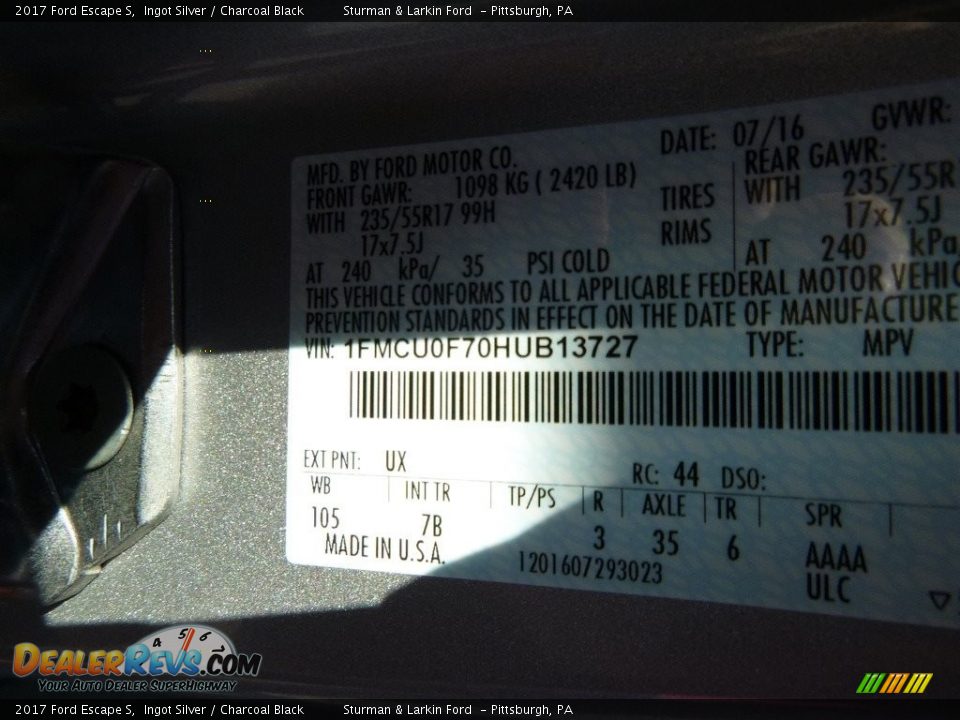 2017 Ford Escape S, Ingot Silver / Charcoal Black Sturman & Larkin Ford - Pittsburgh, PA
MFD. BY FORD MOTOR CO. DATE: 07/16 GVWR:
FRONT GAWR: 1098 KG ( 2420 LB) REAR GAWR:
WITH 235/55R17 99H TIRES WITH 235/55R
17x7.5J RIMS 17x7.5J
AT 240 kPa/ 35 PSI COLD AT 240 kPa
THIS VEHICLE CONFORMS TO ALL APPLICABLE FEDERAL MOTOR VEHIC
PREVENTION STANDARDS IN EFFECT ON THE DATE OF MANUFACTURE
VIN: 1FMCU0F70HUB13727 TYPE: MPV
EXT PNT: UX RC: 44 DSO:
WB INT TR TP/PS R AXLE TR SPR
105 7B 3 35 6 AAAA
MADE IN U.S.A. 1201607293023 ULC
4 5 6
DEALERREVS.COM
YOUR AUTO DEALER SUPERHIGHWAY
2017 Ford Escape S, Ingot Silver / Charcoal Black Sturman & Larkin Ford - Pittsburgh, PA